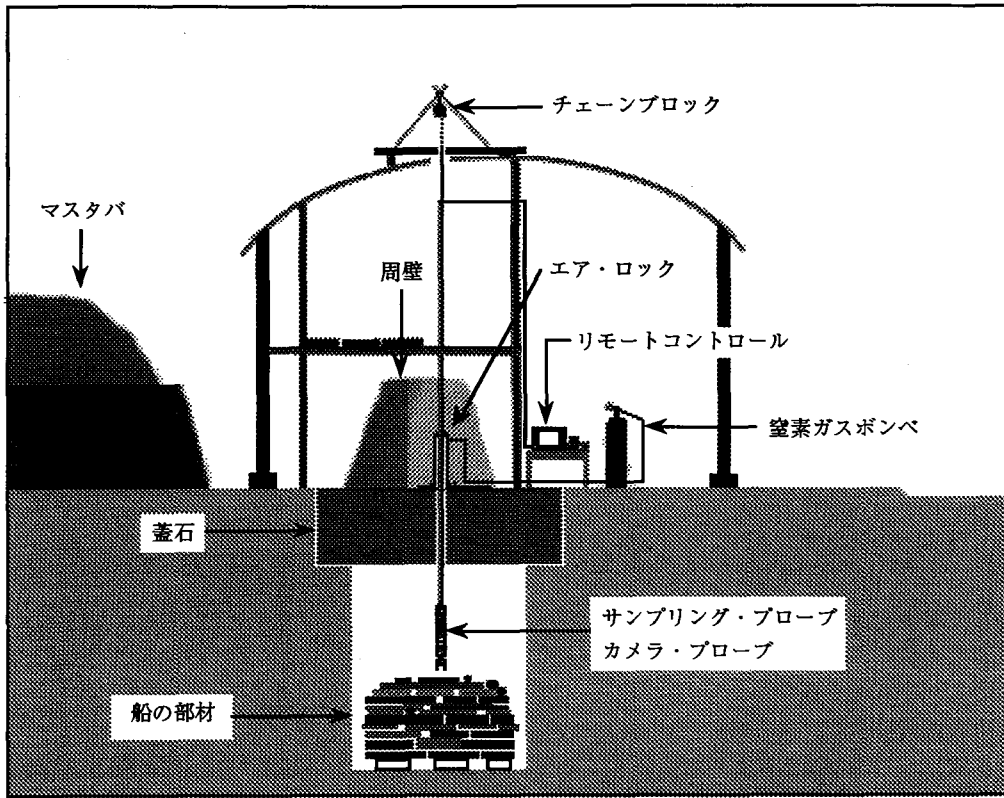 チェーンブロック
マスタバ
周壁
エア・ロック
リモートコントロール
窒素ガスボンベ
蓋石
サンプリング・プローブ
カメラ・プローブ
船の部材